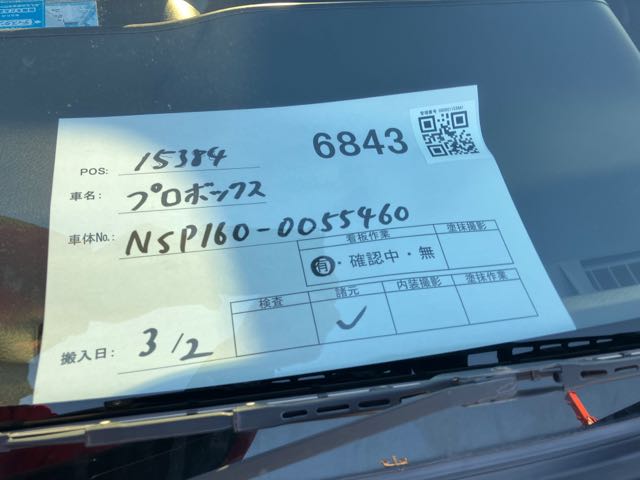 6843
POS: 15384
車名: プロボックス
車体No.: NSP160-0055460
看板作業 塗抹撮影
有・確認中・無
検査 諸元 内装撮影 塗抹作業
✓
搬入日: 3/2